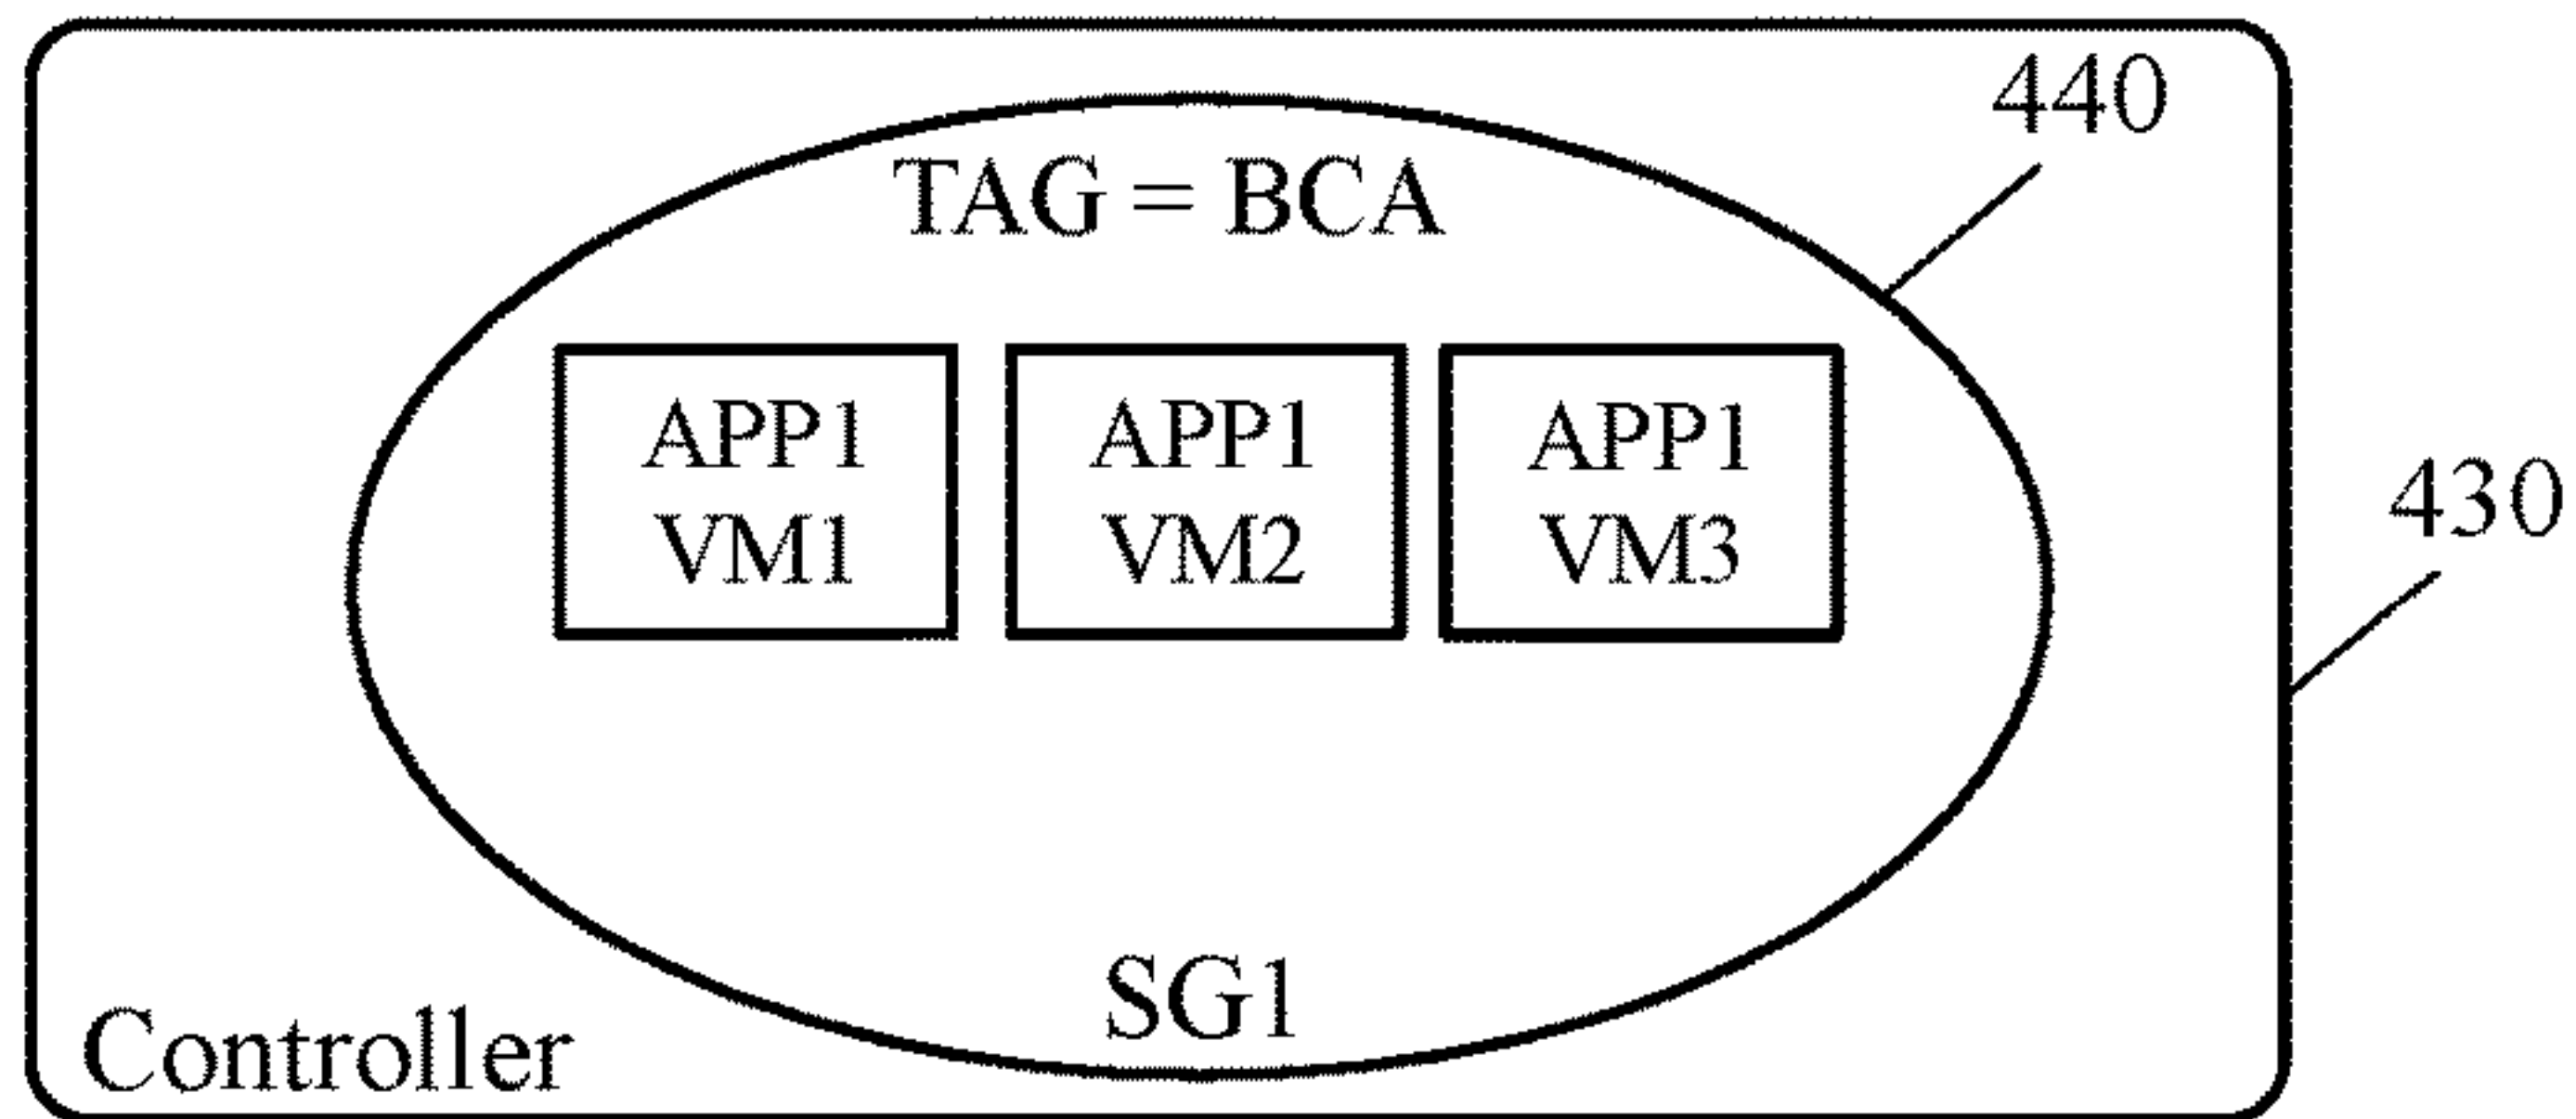 440
TAG = BCA
APP1
VM1
APP1
VM2
APP1
VM3
430
SG1
Controller